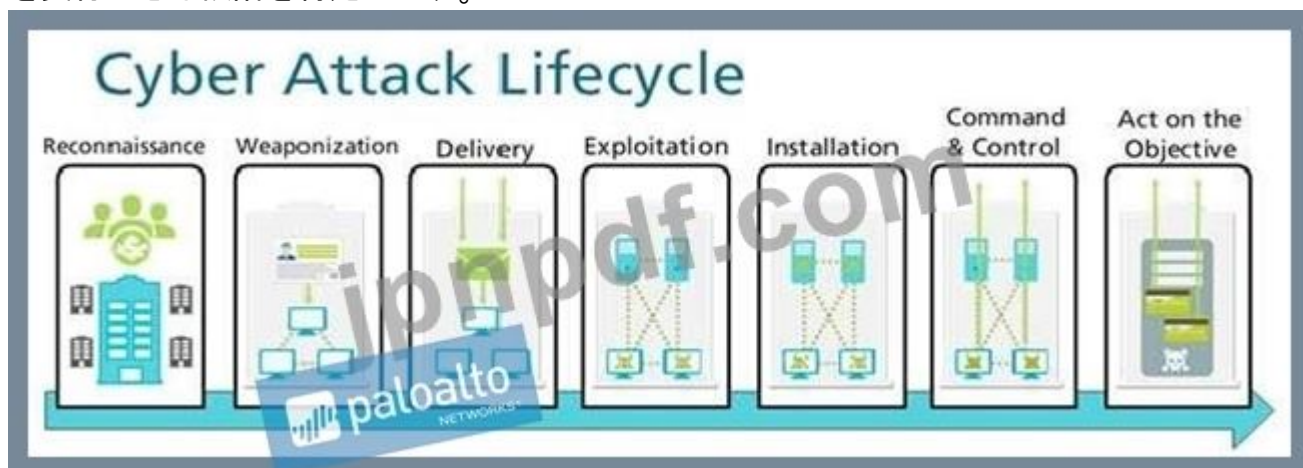 Cyber Attack Lifecycle
Reconnaissance
Weaponization
Delivery
Exploitation
Installation
Command
& Control
Act on the
Objective
jpnpdf.com
paloalto
NETWORKS